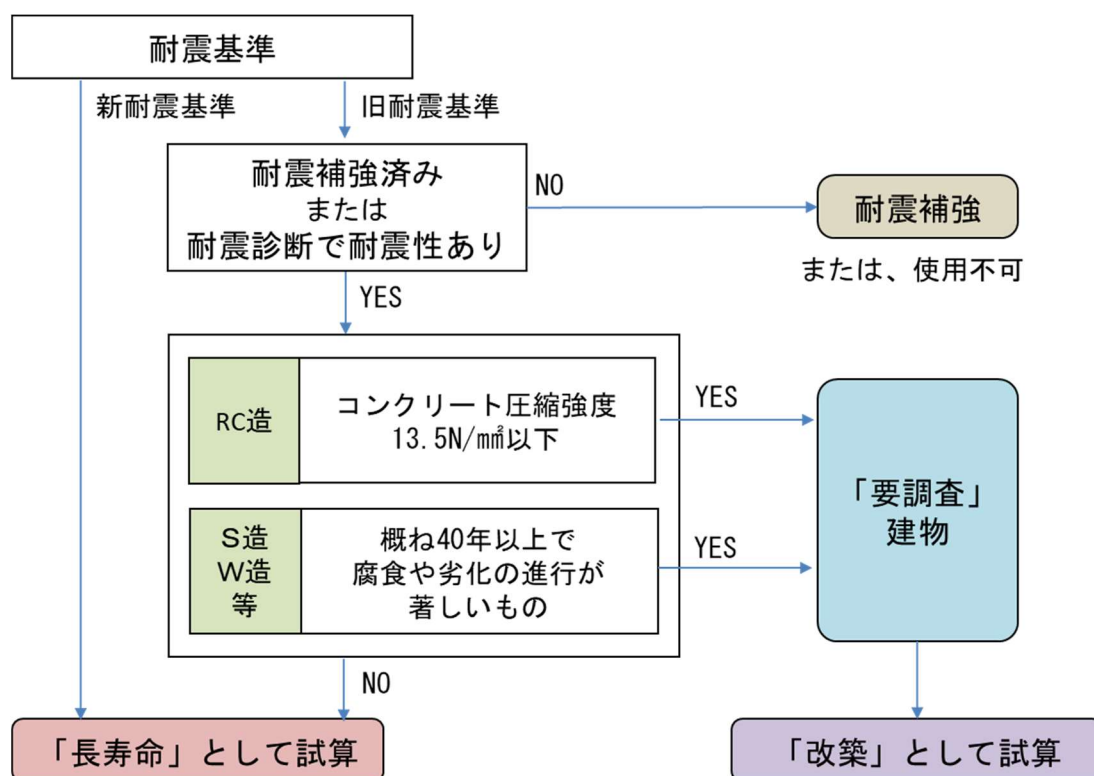 耐震基準
新耐震基準
旧耐震基準
耐震補強済み
または
耐震診断で耐震性あり
NO
耐震補強
または、使用不可
YES
RC造
コンクリート圧縮強度
13.5N/㎟以下
YES
S造
W造
等
概ね40年以上で
腐食や劣化の進行が
著しいもの
YES
「要調査」
建物
NO
「長寿命」として試算
「改築」として試算